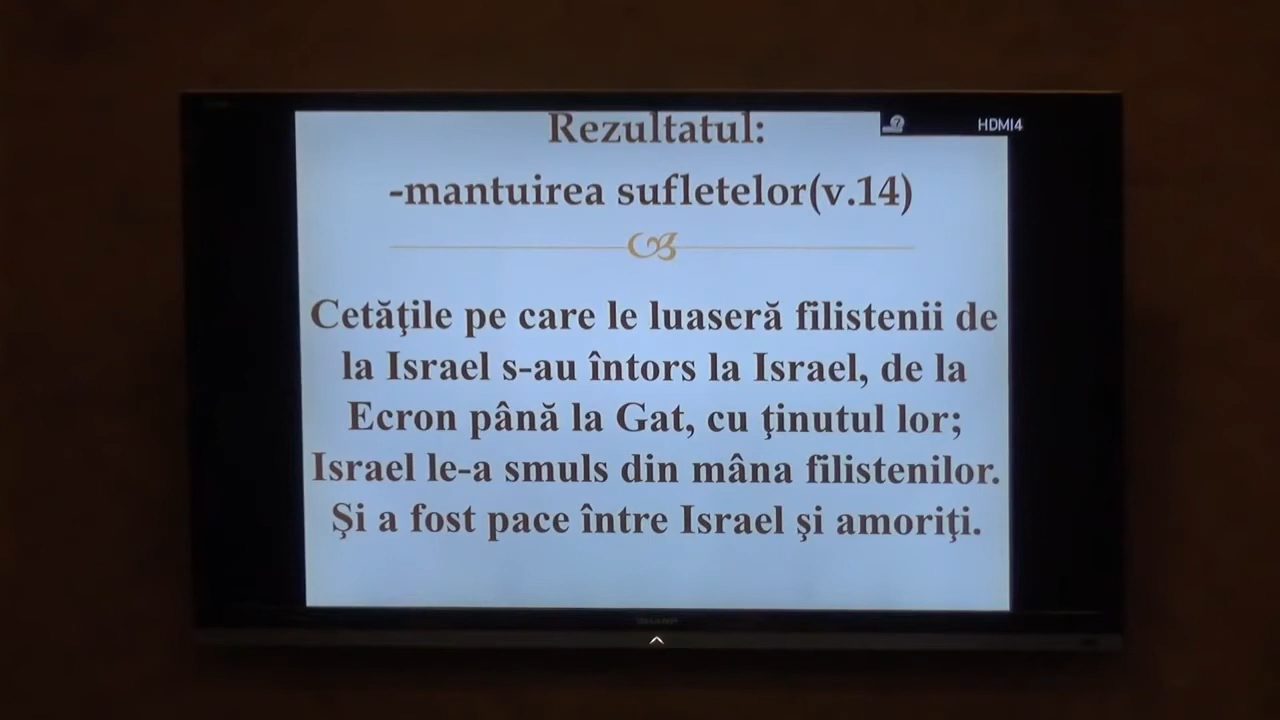 Rezultatul:
HDMI4
-mantuirea sufletelor(v.14)
Cetăţile pe care le luaseră filistenii de
la Israel s-au întors la Israel, de la
Ecron până la Gat, cu ţinutul lor;
Israel le-a smuls din mâna filistenilor.
Şi a fost pace între Israel şi amoriţi.
SHARP